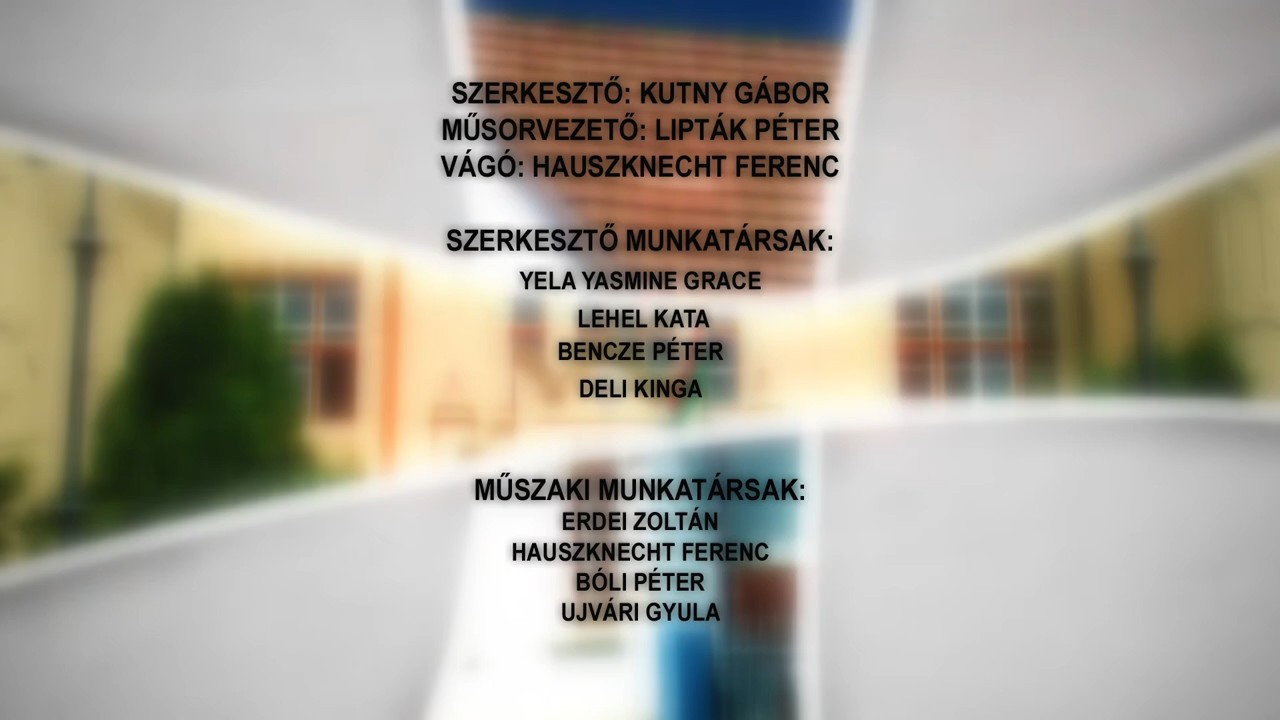 SZERKESZTŐ: KUTNY GÁBOR
MŰSORVEZETŐ: LIPTÁK PÉTER
VÁGÓ: HAUSZKNECHT FERENC
SZERKESZTŐ MUNKATÁRSAK:
YELA YASMINE GRACE
LEHEL KATA
BENCZE PÉTER
DELI KINGA
MŰSZAKI MUNKATÁRSAK:
ERDEI ZOLTÁN
HAUSZKNECHT FERENC
BÓLI PÉTER
UJVÁRI GYULA